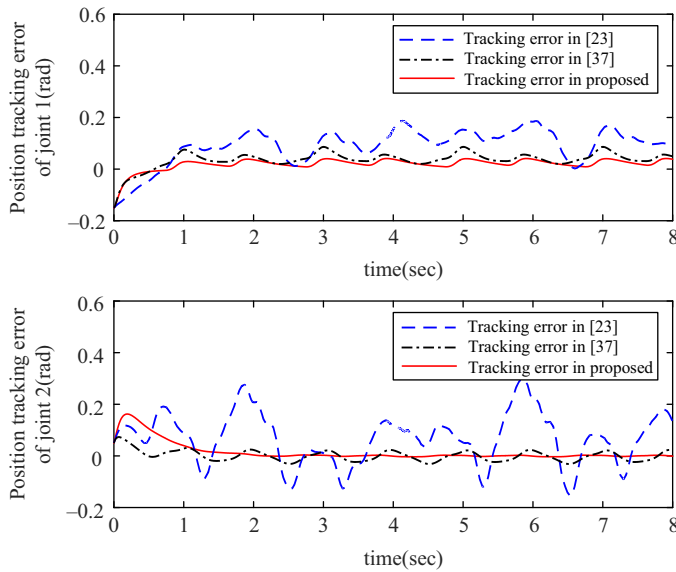 Position tracking error
of joint 1(rad)
0.6
0.4
0.2
0
–0.2
Tracking error in [23]
Tracking error in [37]
Tracking error in proposed
0 1 2 3 4 5 6 7 8
time(sec)
Position tracking error
of joint 2(rad)
0.6
0.4
0.2
0
–0.2
Tracking error in [23]
Tracking error in [37]
Tracking error in proposed
0 1 2 3 4 5 6 7 8
time(sec)